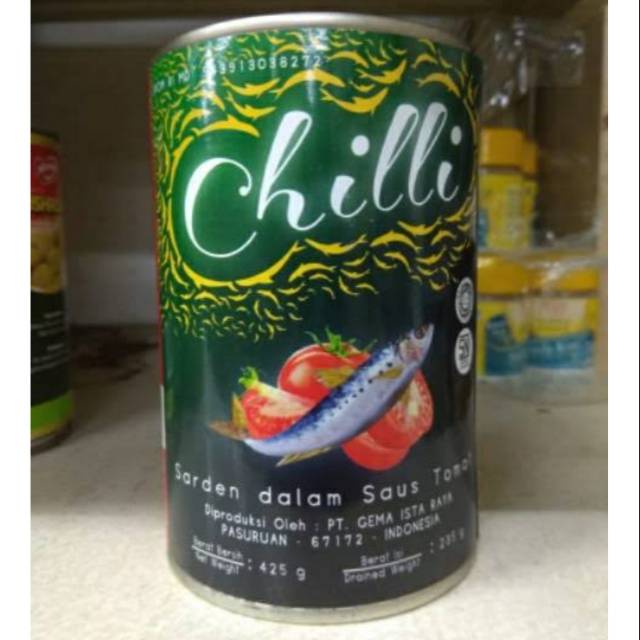 Chilli
Sarden dalam Saus Tomat
Diproduksi Oleh : PT. GEMA ISTA RAYA
PASURUAN - 67172 - INDONESIA
Berat Bersih
Net Weight : 425 g
Berat Isi
Drained Weight :